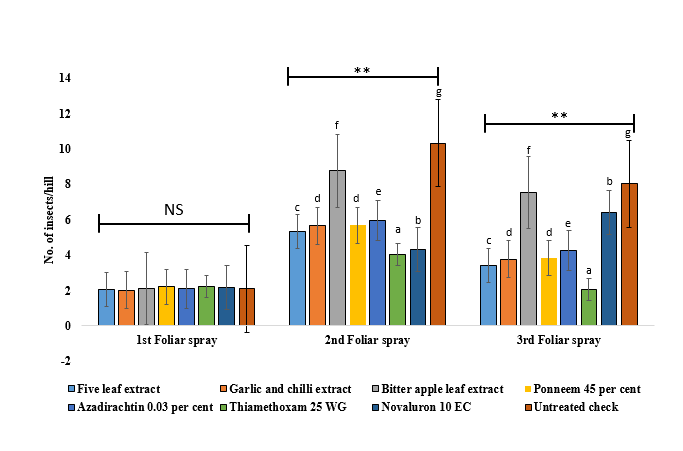 14
12
10
8
6
4
2
0
-2
No. of insects/hill
NS
**
**
c d f d e a b g
c d f d e a b g
1st Foliar spray 2nd Foliar spray 3rd Foliar spray
Five leaf extract Garlic and chilli extract Bitter apple leaf extract Ponneem 45 per cent
Azadirachtin 0.03 per cent Thiamethoxam 25 WG Novaluron 10 EC Untreated check